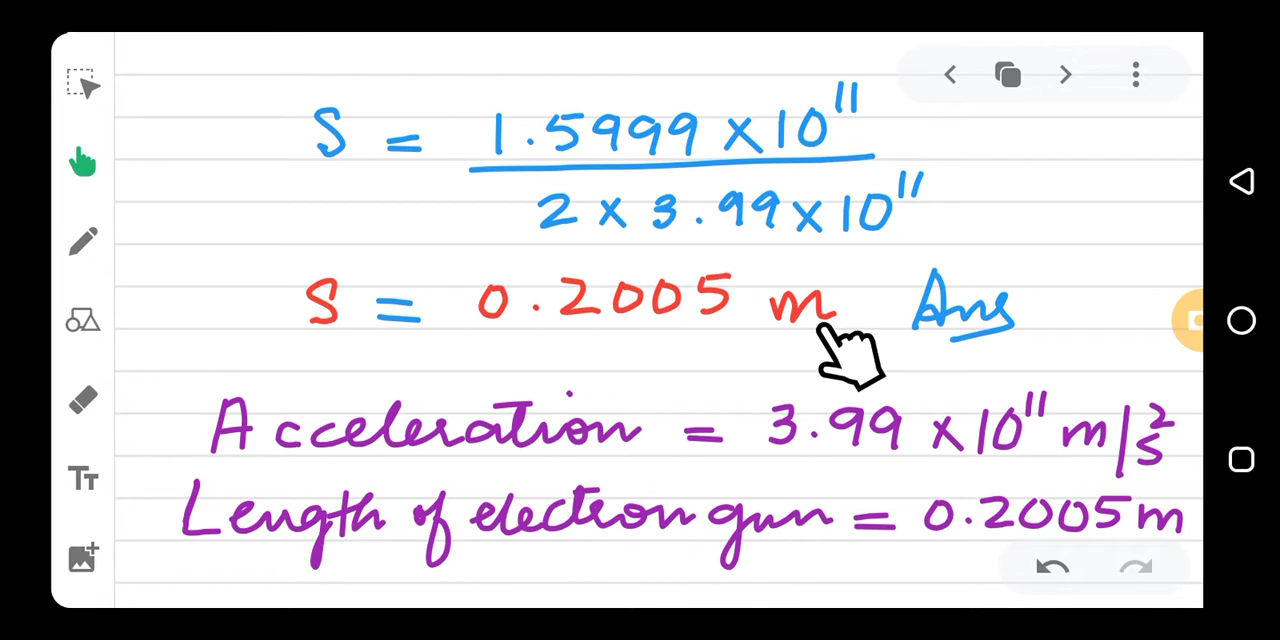 S = 1.5999 × 10¹¹
2 × 3.99 × 10¹¹
S = 0.2005 m Ans
Acceleration = 3.99 × 10¹¹ m/s²
Length of electron gun = 0.2005 m
Tт